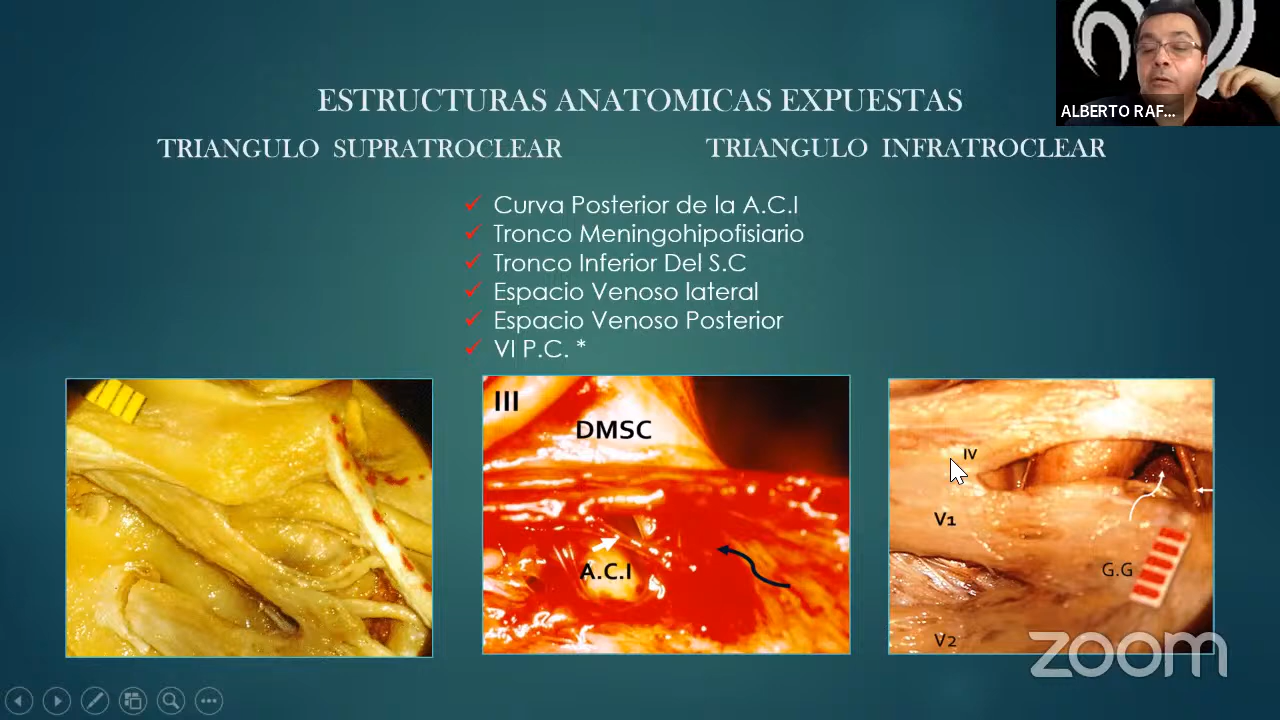 ESTRUCTURAS ANATOMICAS EXPUESTAS
TRIANGULO SUPRATROCLEAR
TRIANGULO INFRATROCLEAR
Curva Posterior de la A.C.I
Tronco Meningohipofisiario
Tronco Inferior Del S.C
Espacio Venoso lateral
Espacio Venoso Posterior
VI P.C. *
III
DMSC
A.C.I
IV
V1
G.G
V2
ALBERTO RAF...
zoom